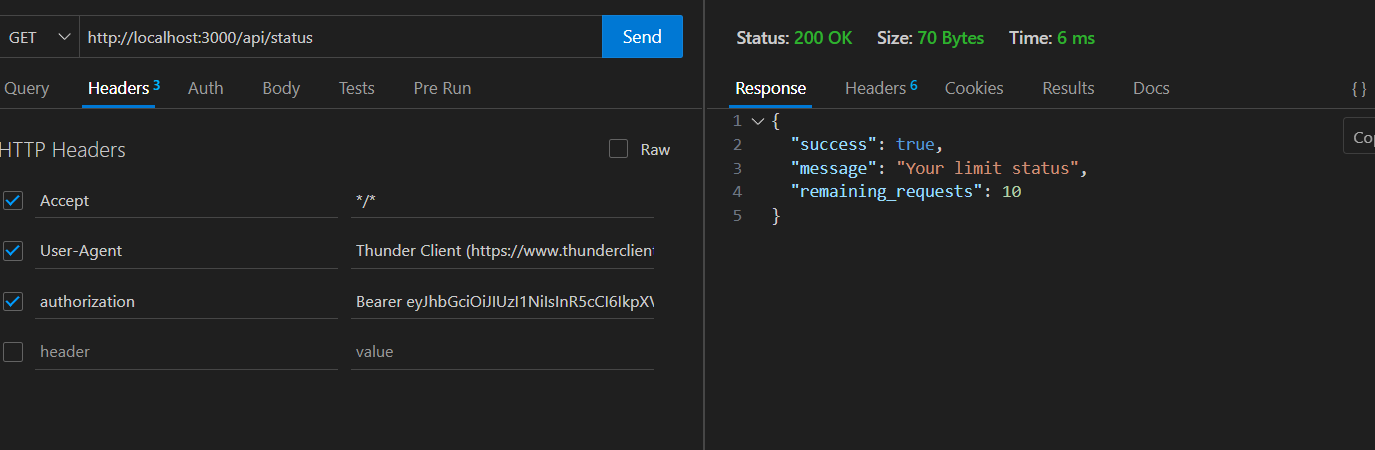 GET http://localhost:3000/api/status Send
Query Headers 3 Auth Body Tests Pre Run
HTTP Headers Raw
Accept */*
User-Agent Thunder Client (https://www.thunderclien
authorization Bearer eyJhbGciOiJIUzI1NiIsInR5cCI6IkpXV
header value
Status: 200 OK Size: 70 Bytes Time: 6 ms
Response Headers 6 Cookies Results Docs {}
Cop
1 {
2 "success": true,
3 "message": "Your limit status",
4 "remaining_requests": 10
5 }